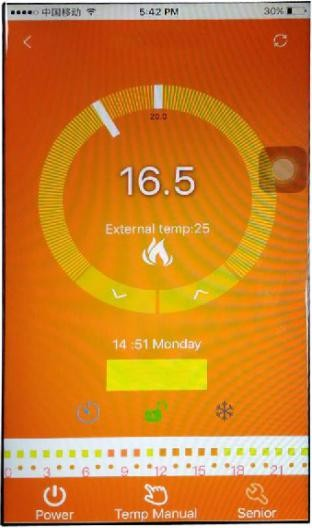 中国移动 5:42 PM 30%
20.0
16.5
External temp:25
14 :51 Monday
0 3 6 9 12 15 18 21
Power Temp Manual Senior